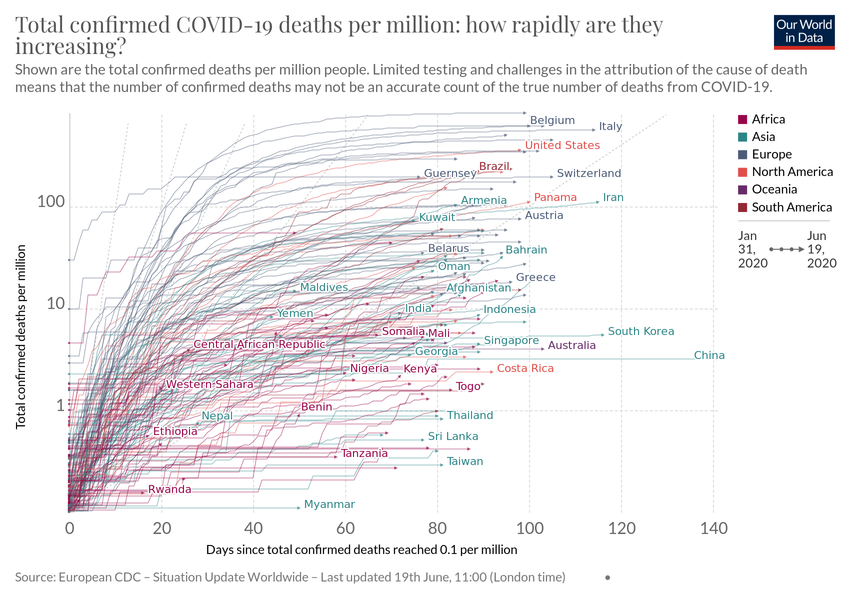 Total confirmed COVID-19 deaths per million: how rapidly are they
increasing?
Our World
in Data
Shown are the total confirmed deaths per million people. Limited testing and challenges in the attribution of the cause of death
means that the number of confirmed deaths may not be an accurate count of the true number of deaths from COVID-19.
Total confirmed deaths per million
100
10
1
Belgium
Italy
United States
Brazil
Guernsey
Switzerland
Armenia
Panama
Iran
Kuwait
Austria
Belarus
Bahrain
Oman
Greece
Maldives
Afghanistan
Yemen
India
Indonesia
Somalia
Mali
South Korea
Central African Republic
Singapore
Australia
Georgia
China
Nigeria
Kenya
Costa Rica
Western Sahara
Togo
Benin
Nepal
Thailand
Ethiopia
Sri Lanka
Tanzania
Taiwan
Rwanda
Myanmar
0
20
40
60
80
100
120
140
Days since total confirmed deaths reached 0.1 per million
Africa
Asia
Europe
North America
Oceania
South America
Jan
31,
2020
Jun
19,
2020
Source: European CDC – Situation Update Worldwide – Last updated 19th June, 11:00 (London time)